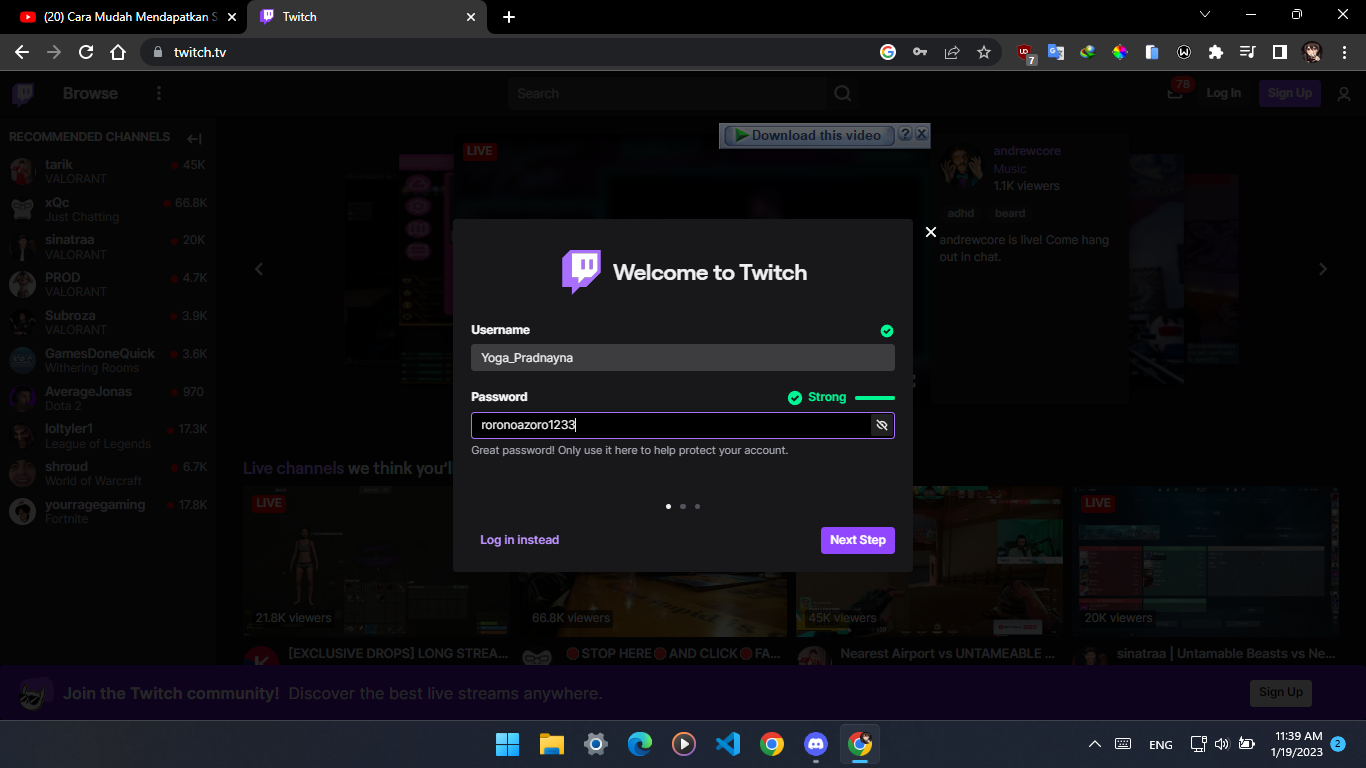 (20) Cara Mudah Mendapatkan S
Twitch
twitch.tv
7
Browse
Search
78
Log In
Sign Up
RECOMMENDED CHANNELS
tarik
45K
VALORANT
xQc
66.8K
Just Chatting
sinatraa
20K
VALORANT
PROD
4.7K
VALORANT
Subroza
3.9K
VALORANT
GamesDoneQuick
3.6K
Withering Rooms
AverageJonas
970
Dota 2
loltyler1
17.3K
League of Legends
shroud
6.7K
World of Warcraft
yourragegaming
17.8K
Fortnite
LIVE
Download this video
?
andrewcore
Music
1.1K viewers
adhd
beard
andrewcore is live! Come hang
out in chat.
Welcome to Twitch
Username
Yoga_Pradnayna
Password
Strong
roronoazoro1233
Great password! Only use it here to help protect your account.
Log in instead
Next Step
Live channels we think you'l
LIVE
LIVE
21.8K viewers
66.8K viewers
45K viewers
20K viewers
[EXCLUSIVE DROPS] LONG STREA...
STOP HERE AND CLICK FA...
Nearest Airport vs UNTAMEABLE ...
sinatraa | Untamable Beasts vs Ne...
Join the Twitch community! Discover the best live streams anywhere.
Sign Up
ENG
11:39 AM
1/19/2023
2